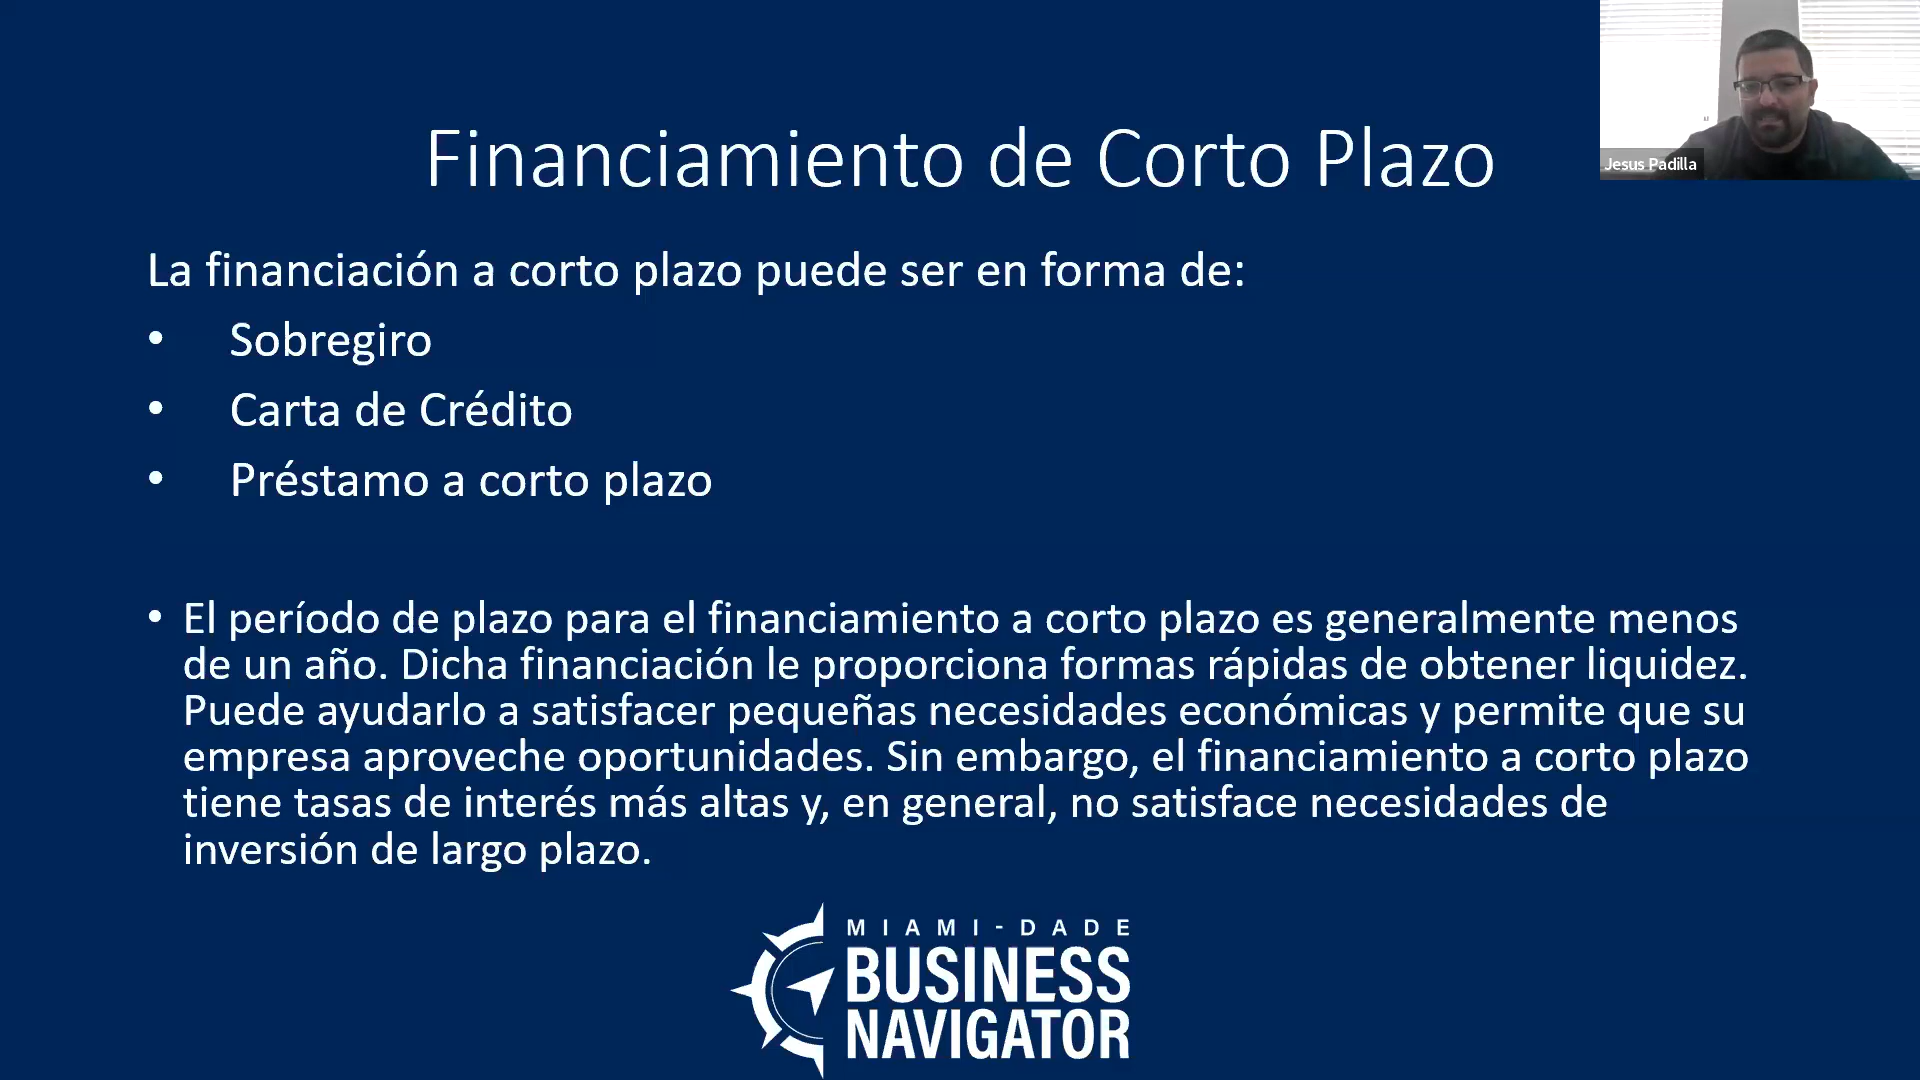 Financiamiento de Corto Plazo
Jesus Padilla
La financiación a corto plazo puede ser en forma de:
• Sobregiro
• Carta de Crédito
• Préstamo a corto plazo
• El período de plazo para el financiamiento a corto plazo es generalmente menos
de un año. Dicha financiación le proporciona formas rápidas de obtener liquidez.
Puede ayudarlo a satisfacer pequeñas necesidades económicas y permite que su
empresa aproveche oportunidades. Sin embargo, el financiamiento a corto plazo
tiene tasas de interés más altas y, en general, no satisface necesidades de
inversión de largo plazo.
MIAMI-DADE
BUSINESS
NAVIGATOR